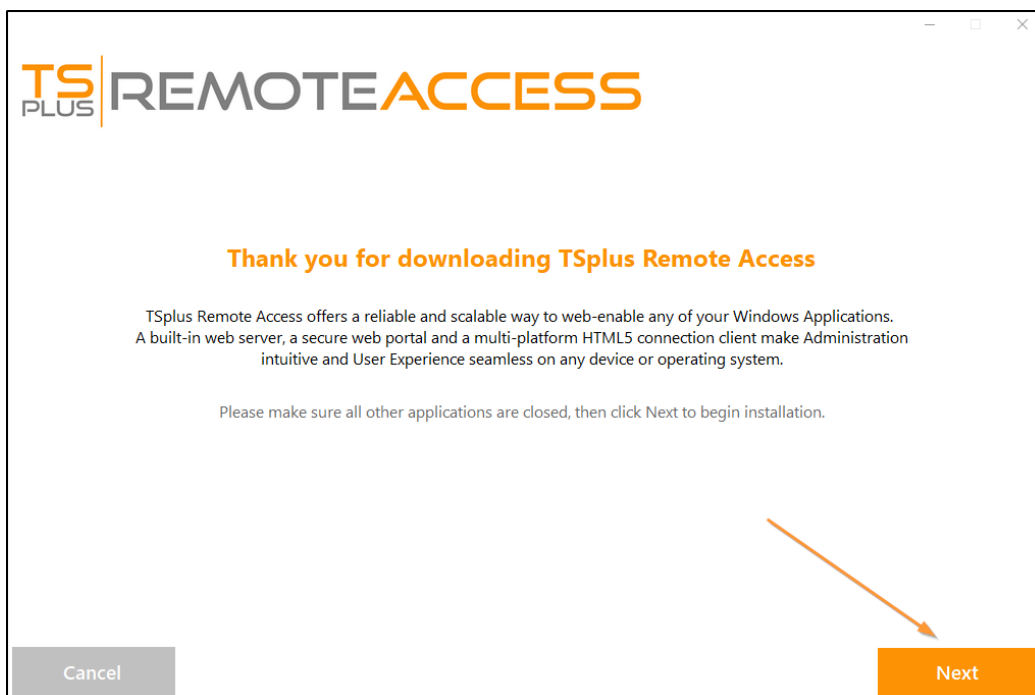 TS PLUS REMOTEACCESS
Thank you for downloading TSplus Remote Access
TSplus Remote Access offers a reliable and scalable way to web-enable any of your Windows Applications.
A built-in web server, a secure web portal and a multi-platform HTML5 connection client make Administration
intuitive and User Experience seamless on any device or operating system.
Please make sure all other applications are closed, then click Next to begin installation.
Cancel
Next